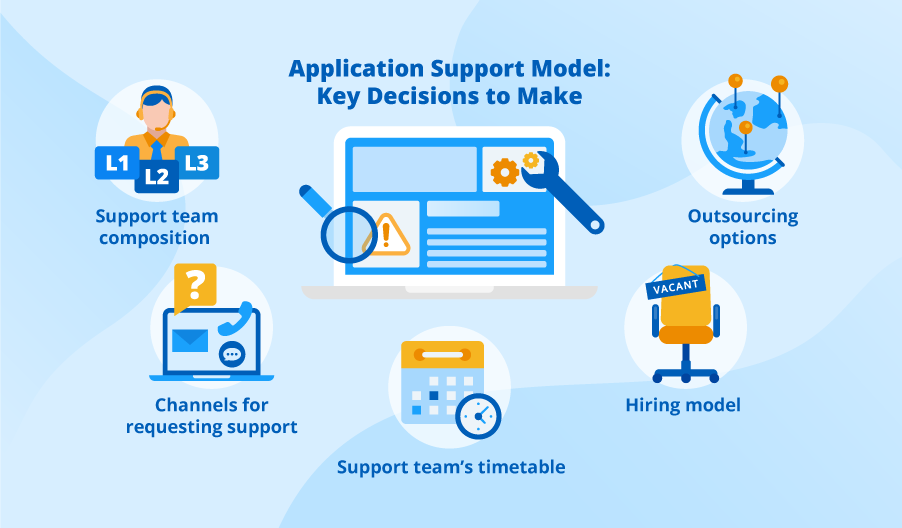 Application Support Model:
Key Decisions to Make
L1
L2
L3
Support team
composition
Outsourcing
options
?
!
VACANT
Channels for
requesting support
Hiring model
Support team's timetable